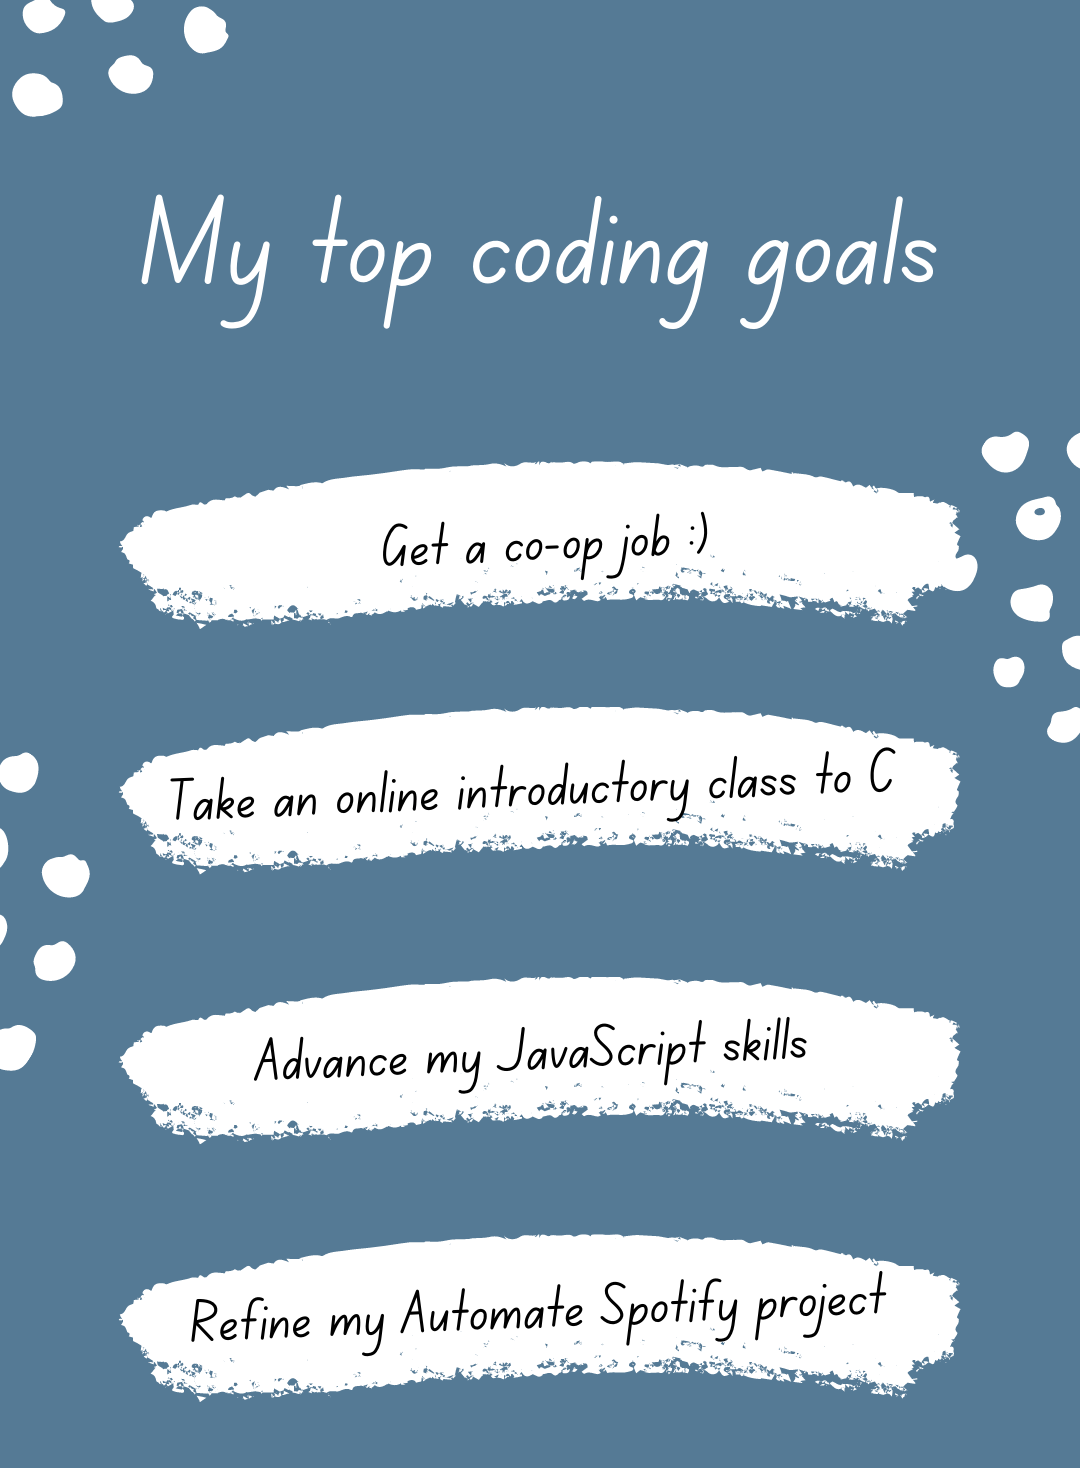 My top coding goals
Get a co-op job :)
Take an online introductory class to C
Advance my JavaScript skills
Refine my Automate Spotify project